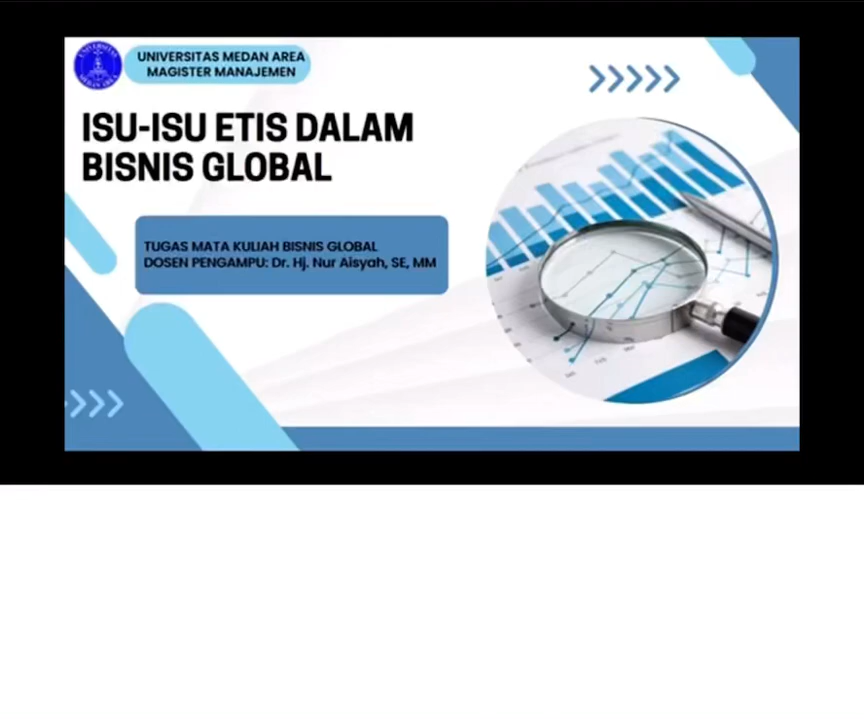 UNIVERSITAS MEDAN AREA
MAGISTER MANAJEMEN
ISU-ISU ETIS DALAM
BISNIS GLOBAL
TUGAS MATA KULIAH BISNIS GLOBAL
DOSEN PENGAMPU: Dr. Hj. Nur Aisyah, SE, MM